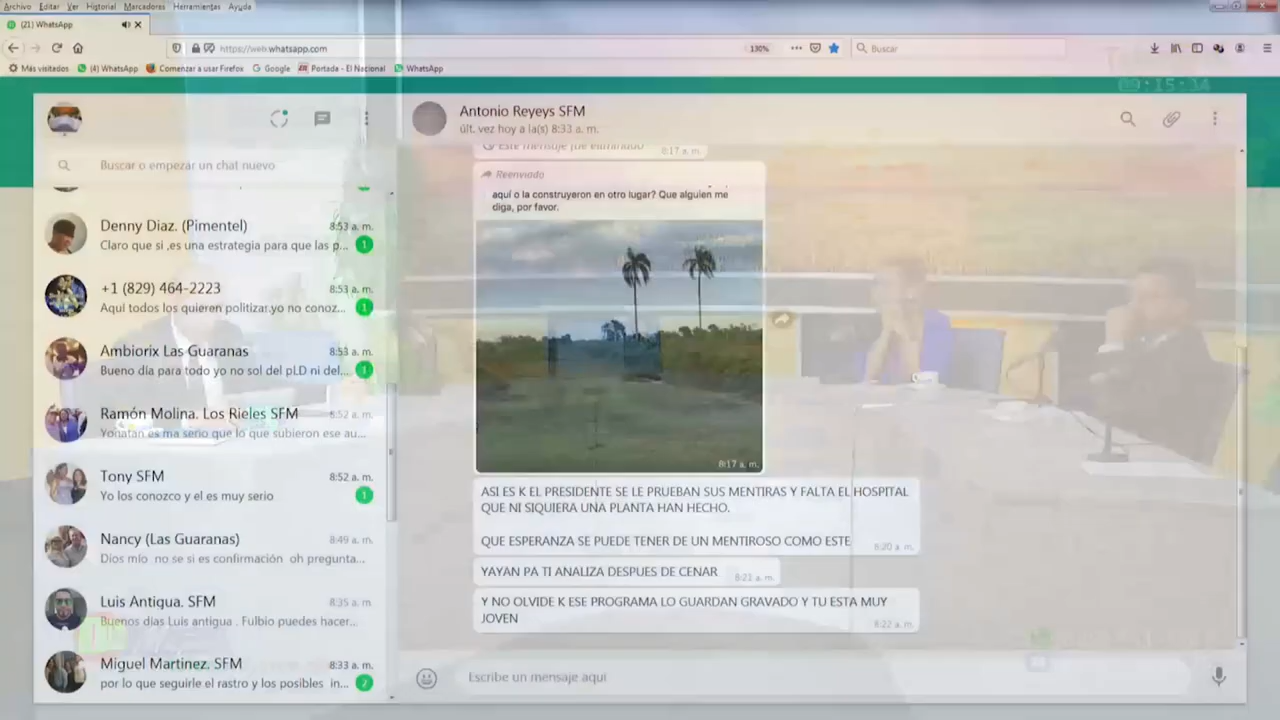 Archivo Editar Ver Historial Marcadores Herramientas Ayuda
(21) WhatsApp
https://web.whatsapp.com
130%
Buscar
Más visitados
(4) WhatsApp
Comenzar a usar Firefox
Google
Portada - El Nacional
WhatsApp
Buscar o empezar un chat nuevo
Denny Diaz. (Pimentel)
8:53 a. m.
Claro que si ,es una estrategia para que las p...
1
+1 (829) 464-2223
8:53 a. m.
Aqui todos los quieren politizar.yo no conoz...
1
Ambiorix Las Guaranas
8:53 a. m.
Bueno día para todo yo no sol del pLD ni del...
1
Ramón Molina. Los Rieles SFM
8:52 a. m.
Yonatan es ma serio que lo que subieron ese au...
Tony SFM
8:52 a. m.
Yo los conozco y el es muy serio
1
Nancy (Las Guaranas)
8:49 a. m.
Dios mío no se si es confirmación oh pregunta...
Luis Antigua. SFM
8:35 a. m.
Buenos días Luis antigua . Fulbio puedes hacer...
Miguel Martinez. SFM
8:33 a. m.
por lo que seguirle el rastro y los posibles in...
2
Antonio Reyeys SFM
últ. vez hoy a la(s) 8:33 a. m.
Este mensaje fue eliminado
8:17 a. m.
Reenviado
aquí o la construyeron en otro lugar? Que alguien me
diga, por favor.
8:17 a. m.
ASI ES K EL PRESIDENTE SE LE PRUEBAN SUS MENTIRAS Y FALTA EL HOSPITAL
QUE NI SIQUIERA UNA PLANTA HAN HECHO.
QUE ESPERANZA SE PUEDE TENER DE UN MENTIROSO COMO ESTE
8:20 a. m.
YAYAN PA TI ANALIZA DESPUES DE CENAR
8:21 a. m.
Y NO OLVIDE K ESE PROGRAMA LO GUARDAN GRAVADO Y TU ESTA MUY
JOVEN
8:22 a. m.
Escribe un mensaje aquí